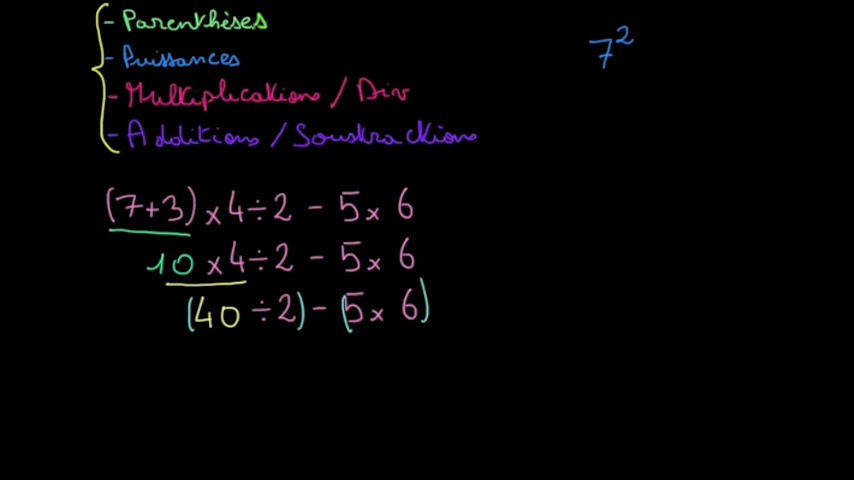 - Parenthèses
- Puissances
- Multiplications / Div
- Additions / Soustractions
7²
(7+3) × 4 ÷ 2 - 5 × 6
10 × 4 ÷ 2 - 5 × 6
(40 ÷ 2) - (5 × 6)